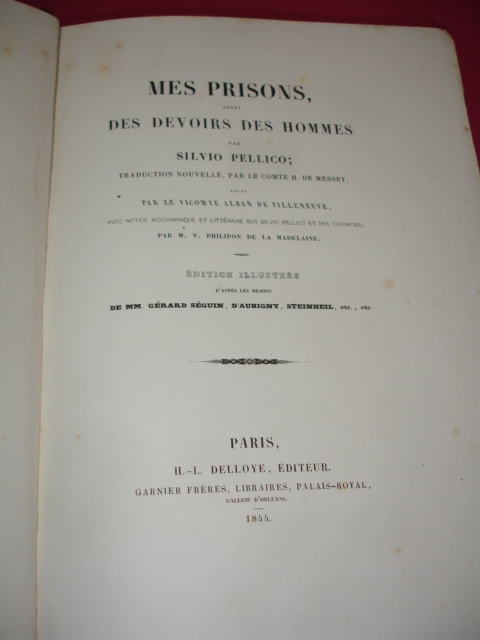 MES PRISONS,
SUIVI
DES DEVOIRS DES HOMMES
PAR
SILVIO PELLICO;
TRADUCTION NOUVELLE, PAR LE COMTE H. DE MESSEY,
REVUE
PAR LE VICOMTE ALBAN DE VILLENEUVE,
AVEC NOTICE BIOGRAPHIQUE ET LITTÉRAIRE SUR SILVIO PELLICO ET SES OUVRAGES,
PAR M. V. PHILIPON DE LA MADELAINE.
ÉDITION ILLUSTRÉE
D'APRÈS LES DESSINS
DE MM. GÉRARD SÉGUIN, D'AUBIGNY, STEINHEIL, etc., etc.
PARIS,
H.-L. DELLOYE, ÉDITEUR.
GARNIER FRÈRES, LIBRAIRES, PALAIS-ROYAL,
GALERIE D'ORLÉANS.
1844.